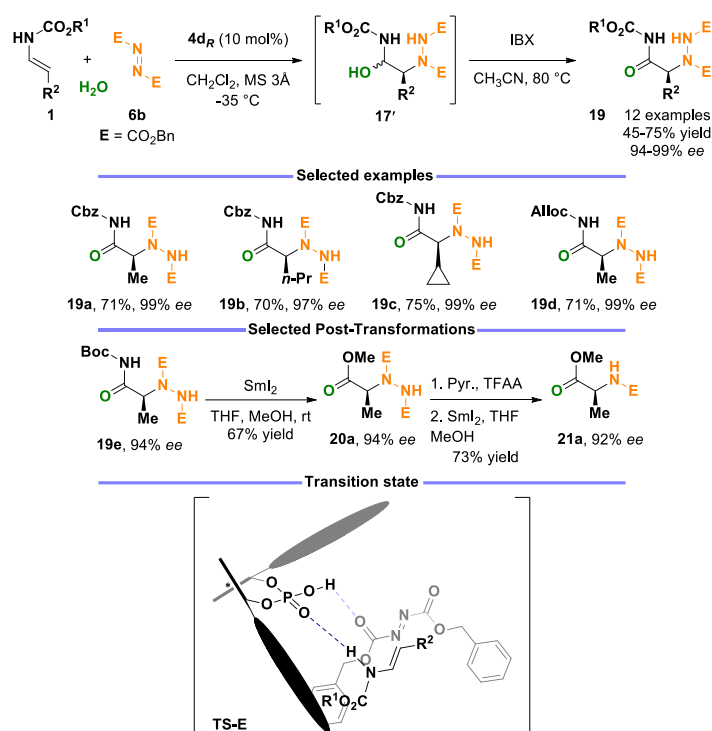 CO₂R¹
HN
R²
1
+
H₂O
E
N
N
E
6b
E = CO₂Bn
4d_R (10 mol%)
CH₂Cl₂, MS 3Å
-35 °C
R¹O₂C
NH
HN
E
HO
N
E
R²
17'
IBX
CH₃CN, 80 °C
R¹O₂C
NH
HN
E
O
N
E
R²
19 12 examples
45-75% yield
94-99% ee
Selected examples
Cbz
NH
E
O
N
NH
Me
E
19a, 71%, 99% ee
Cbz
NH
E
O
N
NH
n-Pr
E
19b, 70%, 97% ee
Cbz
NH
E
O
N
NH
E
19c, 75%, 99% ee
Alloc
NH
E
O
N
NH
Me
E
19d, 71%, 99% ee
Selected Post-Transformations
Boc
NH
E
O
N
NH
Me
E
19e, 94% ee
SmI₂
THF, MeOH, rt
67% yield
OMe
E
O
N
NH
Me
E
20a, 94% ee
1. Pyr., TFAA
2. SmI₂, THF
MeOH
73% yield
OMe
H
O
N
E
Me
21a, 92% ee
Transition state
O
P
O
O
H
O
O
N
N
O
O
O
H
N
R²
R¹O₂C
TS-E